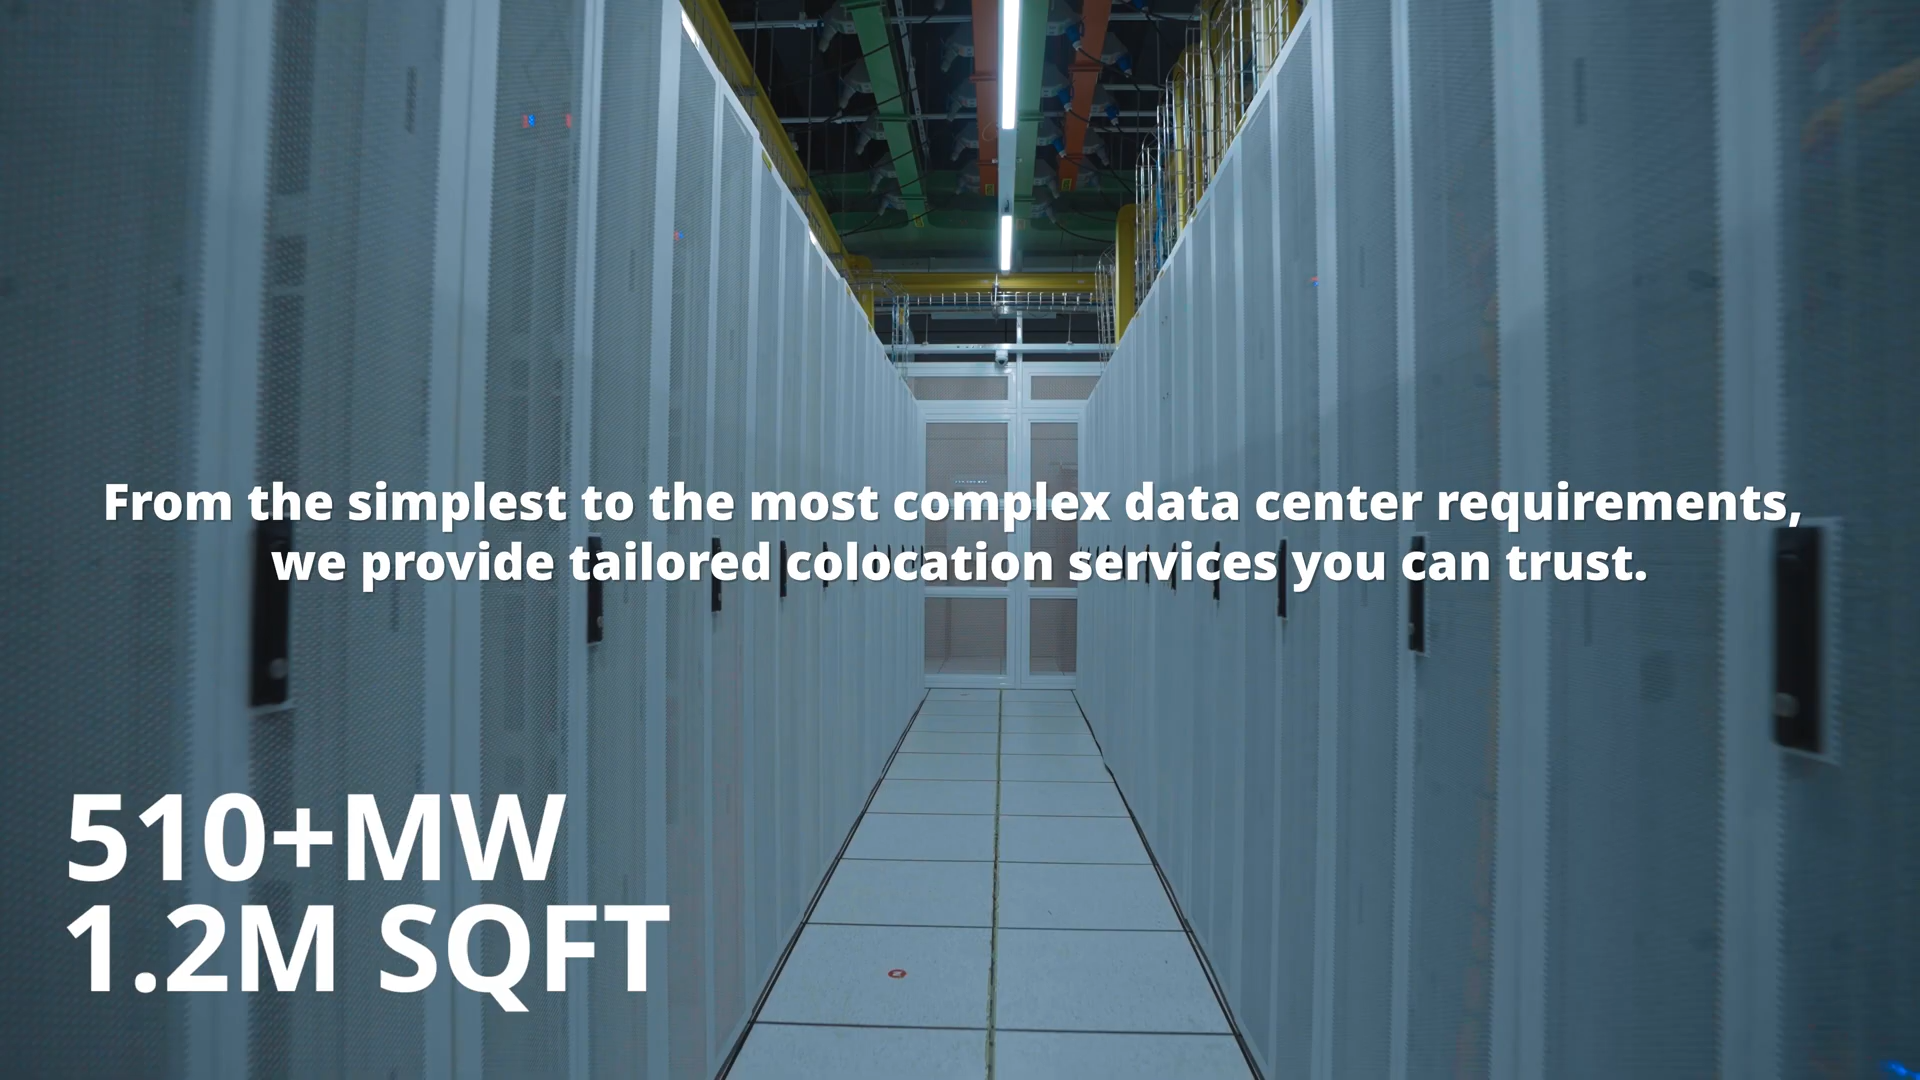 From the simplest to the most complex data center requirements,
we provide tailored colocation services you can trust.
510+MW
1.2M SQFT